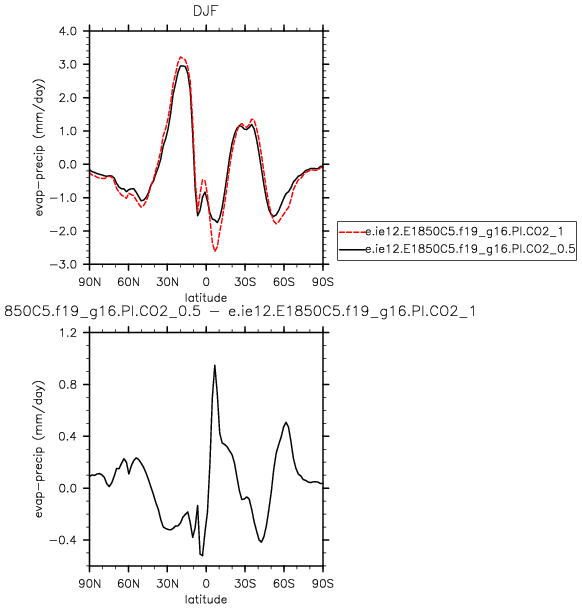 DJF
4.0
3.0
2.0
1.0
0.0
−1.0
−2.0
−3.0
evap−precip (mm/day)
90N 60N 30N 0 30S 60S 90S
latitude
e.ie12.E1850C5.f19_g16.PI.CO2_1
e.ie12.E1850C5.f19_g16.PI.CO2_0.5
850C5.f19_g16.PI.CO2_0.5 − e.ie12.E1850C5.f19_g16.PI.CO2_1
1.2
0.8
0.4
0.0
−0.4
evap−precip (mm/day)
90N 60N 30N 0 30S 60S 90S
latitude